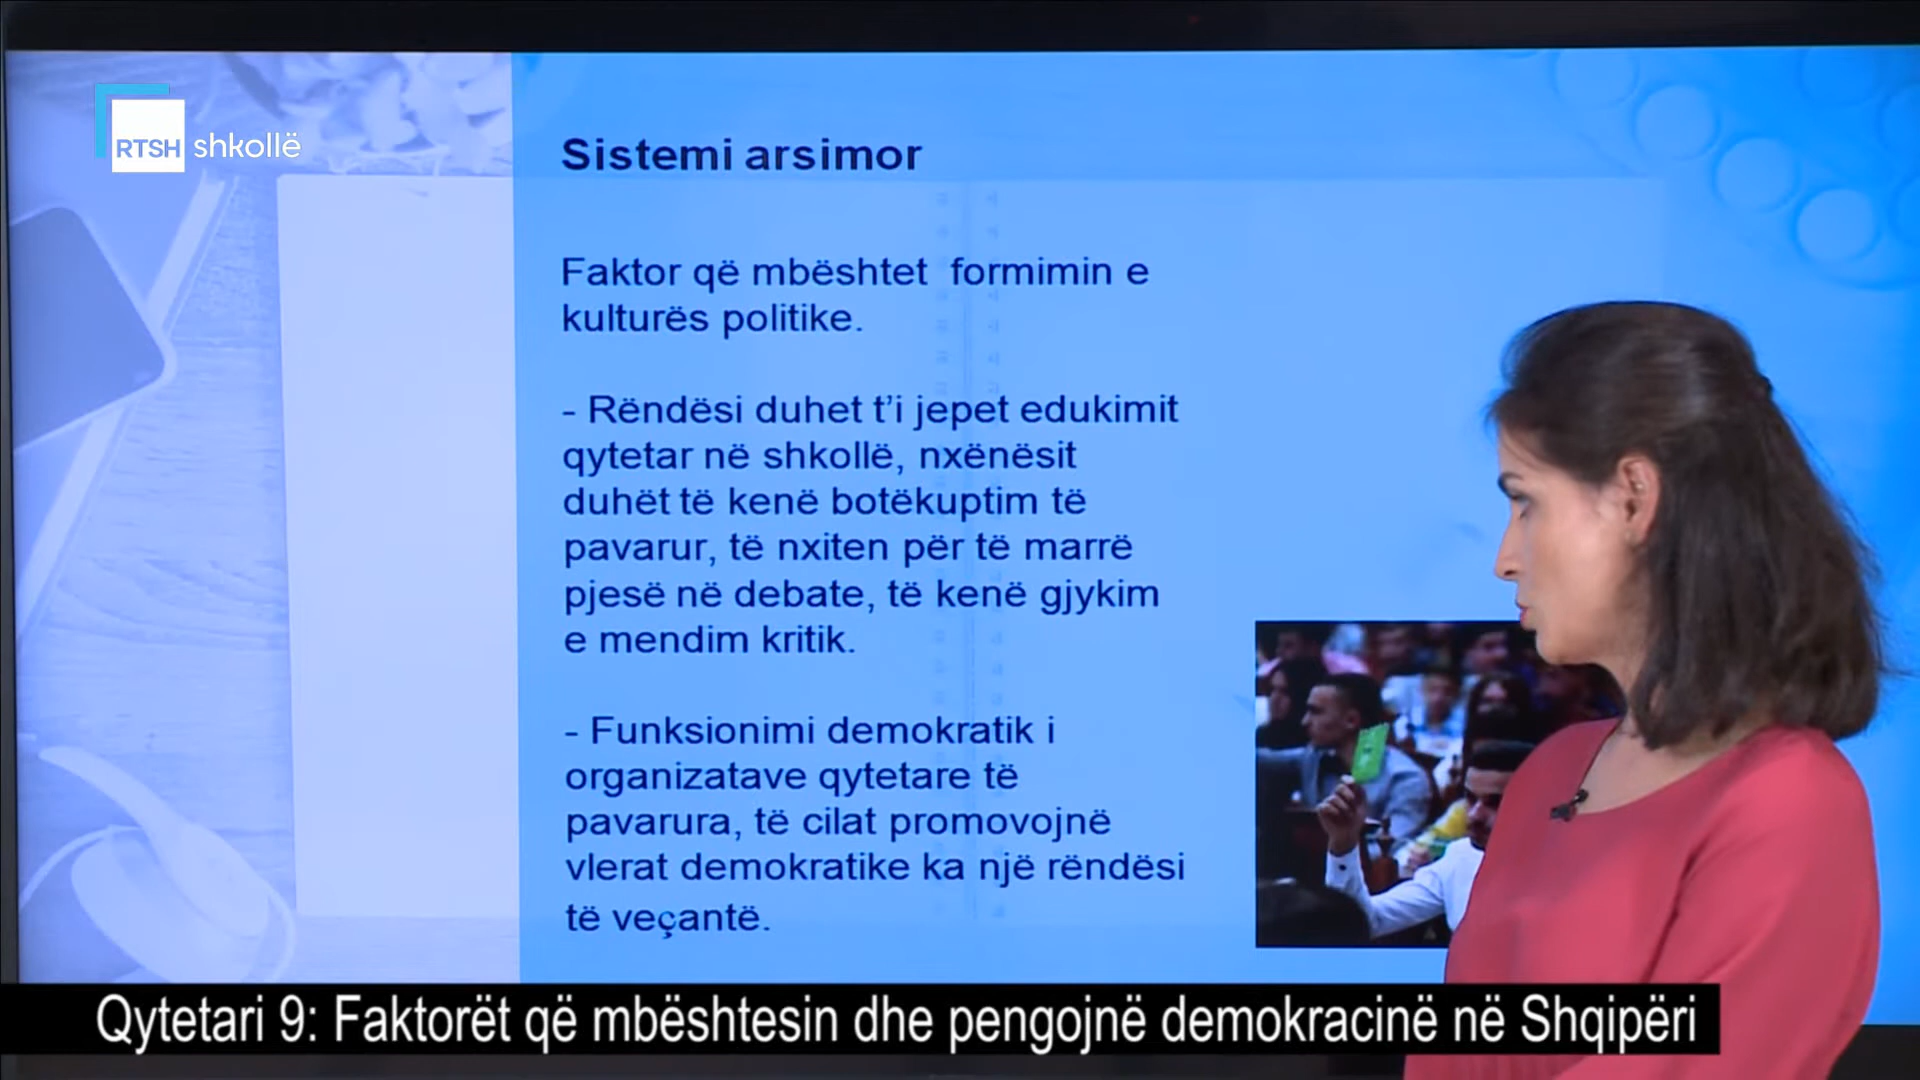 RTSH shkollë
Sistemi arsimor
Faktor që mbështet formimin e
kulturës politike.
- Rëndësi duhet t’i jepet edukimit
qytetar në shkollë, nxënësit
duhët të kenë botëkuptim të
pavarur, të nxiten për të marrë
pjesë në debate, të kenë gjykim
e mendim kritik.
- Funksionimi demokratik i
organizatave qytetare të
pavarura, të cilat promovojnë
vlerat demokratike ka një rëndësi
të veçantë.
Qytetari 9: Faktorët që mbështesin dhe pengojnë demokracinë në Shqipëri